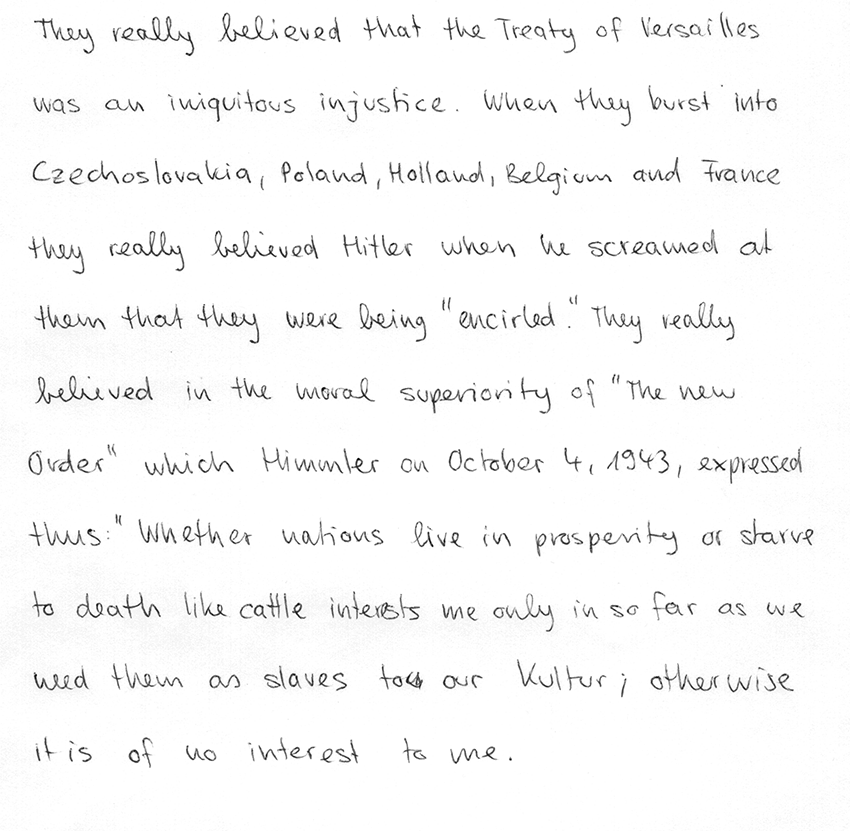 They really believed that the Treaty of Versailles
was an iniquitous injustice. When they burst into
Czechoslovakia, Poland, Holland, Belgium and France
they really believed Hitler when he screamed at
them that they were being "encirled." They really
believed in the moral superiority of "The new
Order" which Himmler on October 4, 1943, expressed
thus: "Whether nations live in prosperity or starve
to death like cattle interests me only in so far as we
need them as slaves to our Kultur; otherwise
it is of no interest to me.